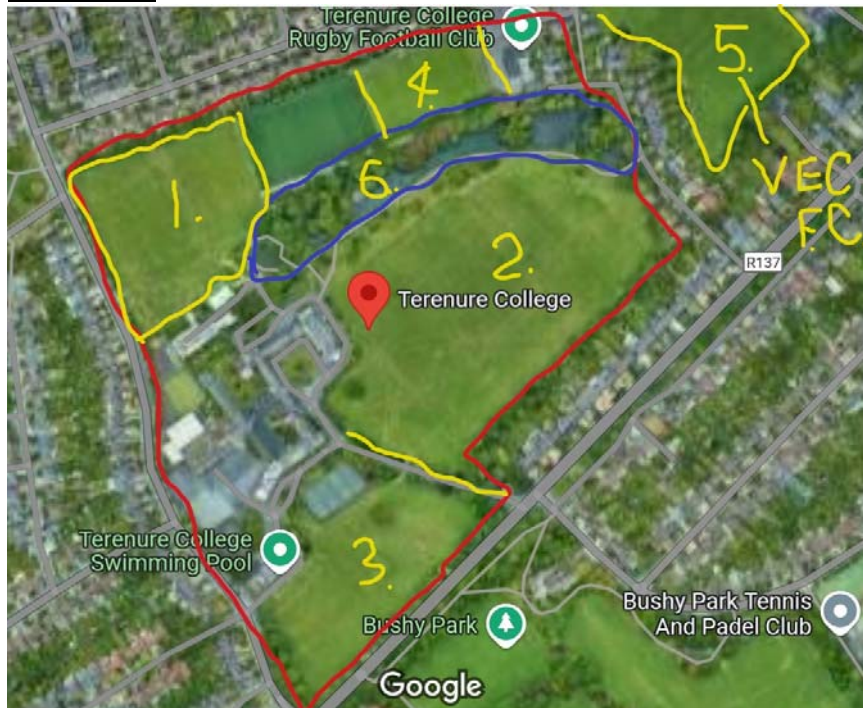 Terenure College
Rugby Football Club
4.
5.
1.
6.
VEC
F.C
2.
R137
Terenure College
Terenure College
Swimming Pool
3.
Bushy Park
Bushy Park Tennis
And Padel Club
Google